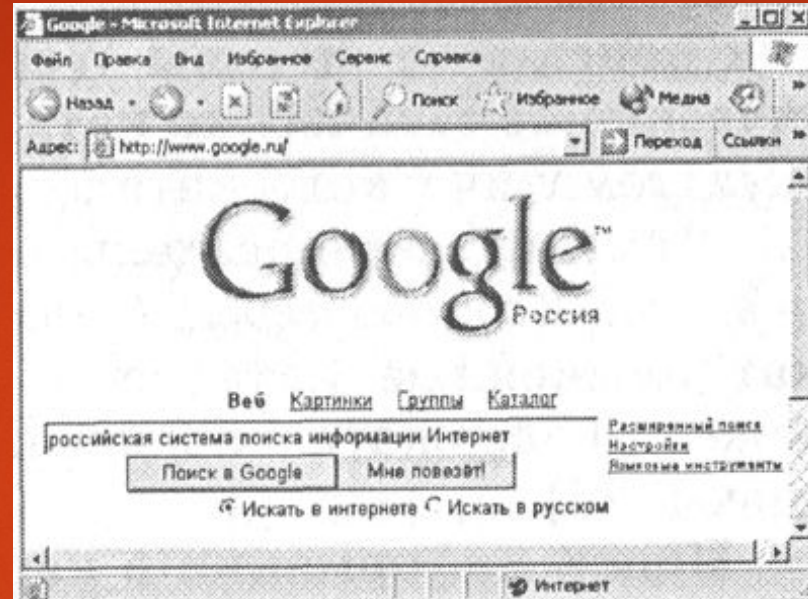 Google - Microsoft Internet Explorer
Файл Правка Вид Избранное Сервис Справка
Назад Поиск Избранное Медиа »
Адрес: http://www.google.ru/ Переход Ссылки »
Google™
Россия
Веб Картинки Группы Каталог
российская система поиска информации Интернет
Расширенный поиск
Настройки
Языковые инструменты
Поиск в Google Мне повезёт!
Искать в интернете Искать в русском
Интернет